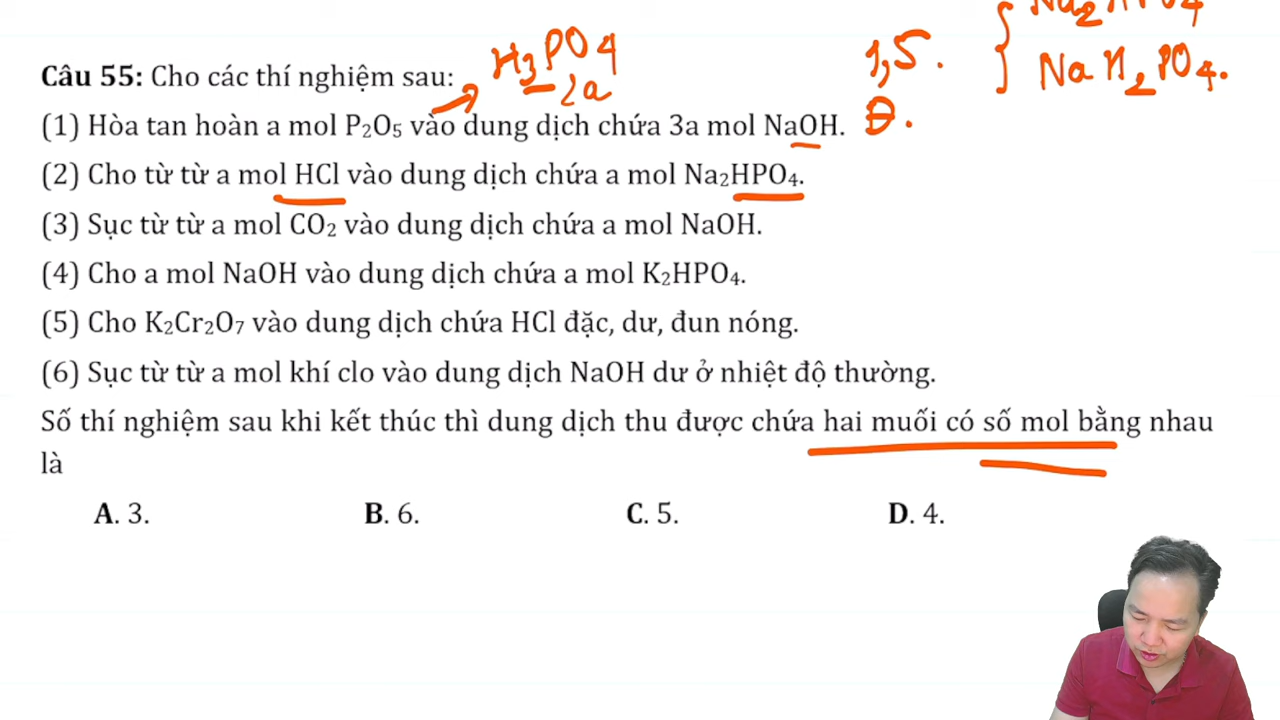 Na₂HPO₄
H₃PO₄
1,5.
NaH₂PO₄.
Câu 55: Cho các thí nghiệm sau:
2a
(1) Hòa tan hoàn a mol P₂O₅ vào dung dịch chứa 3a mol NaOH.
(2) Cho từ từ a mol HCl vào dung dịch chứa a mol Na₂HPO₄.
(3) Sục từ từ a mol CO₂ vào dung dịch chứa a mol NaOH.
(4) Cho a mol NaOH vào dung dịch chứa a mol K₂HPO₄.
(5) Cho K₂Cr₂O₇ vào dung dịch chứa HCl đặc, dư, đun nóng.
(6) Sục từ từ a mol khí clo vào dung dịch NaOH dư ở nhiệt độ thường.
Số thí nghiệm sau khi kết thúc thì dung dịch thu được chứa hai muối có số mol bằng nhau
là
A. 3. B. 6. C. 5. D. 4.